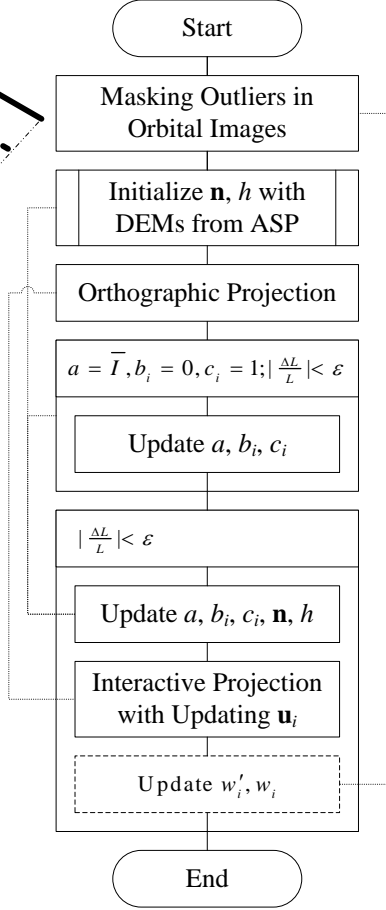 Start
Masking Outliers in
Orbital Images
Initialize n, h with
DEMs from ASP
Orthographic Projection
a = I̅, b_i = 0, c_i = 1; | ΔL/L | < ε
Update a, b_i, c_i
| ΔL/L | < ε
Update a, b_i, c_i, n, h
Interactive Projection
with Updating u_i
Update w_i′, w_i
End